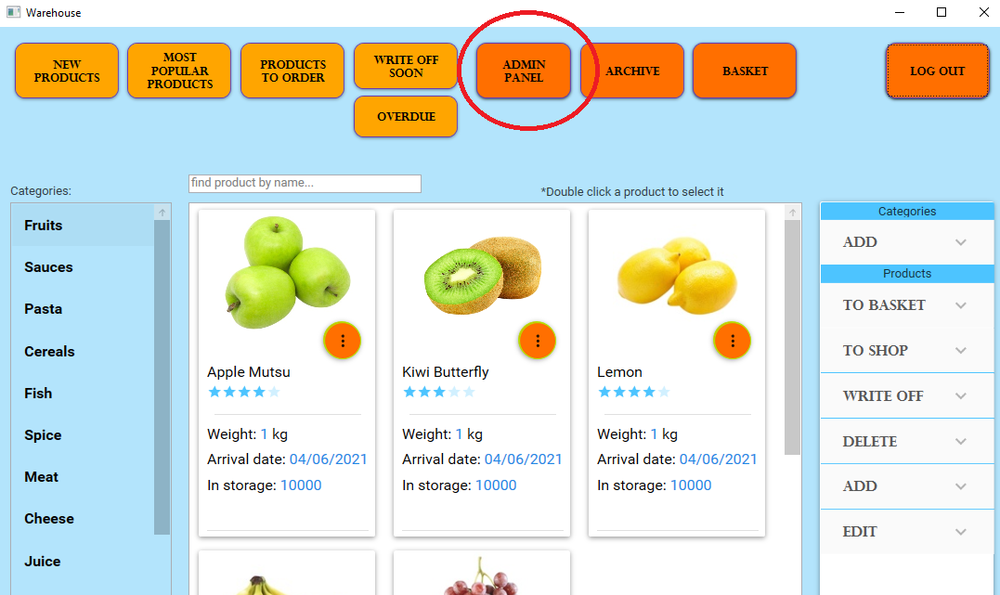 Warehouse
NEW
PRODUCTS
MOST
POPULAR
PRODUCTS
PRODUCTS
TO ORDER
WRITE OFF
SOON
OVERDUE
ADMIN
PANEL
ARCHIVE
BASKET
LOG OUT
Categories:
find product by name...
*Double click a product to select it
Fruits
Sauces
Pasta
Cereals
Fish
Spice
Meat
Cheese
Juice
Apple Mutsu
Weight: 1 kg
Arrival date: 04/06/2021
In storage: 10000
Kiwi Butterfly
Weight: 1 kg
Arrival date: 04/06/2021
In storage: 10000
Lemon
Weight: 1 kg
Arrival date: 04/06/2021
In storage: 10000
Categories
ADD
Products
TO BASKET
TO SHOP
WRITE OFF
DELETE
ADD
EDIT